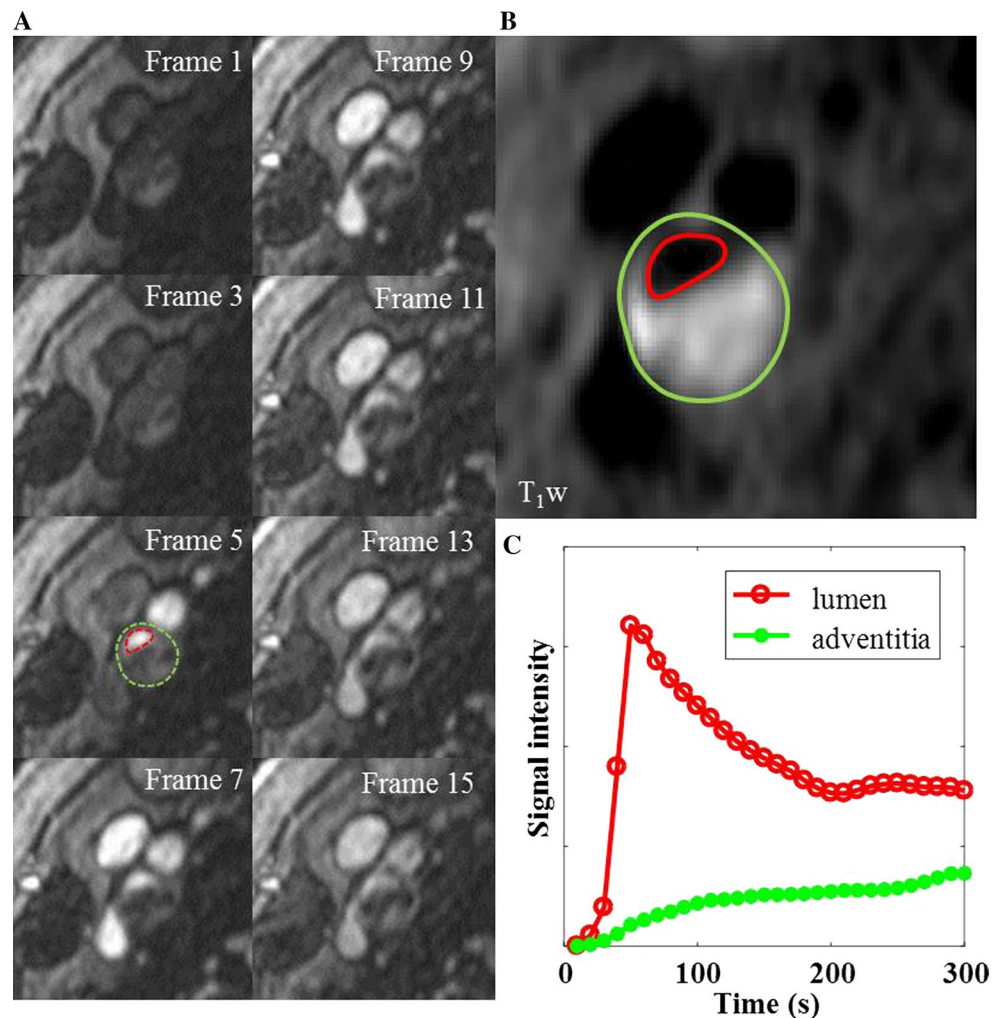 A
Frame 1
Frame 9
Frame 3
Frame 11
Frame 5
Frame 13
Frame 7
Frame 15
B
T₁w
C
lumen
adventitia
Signal intensity
0 100 200 300
Time (s)